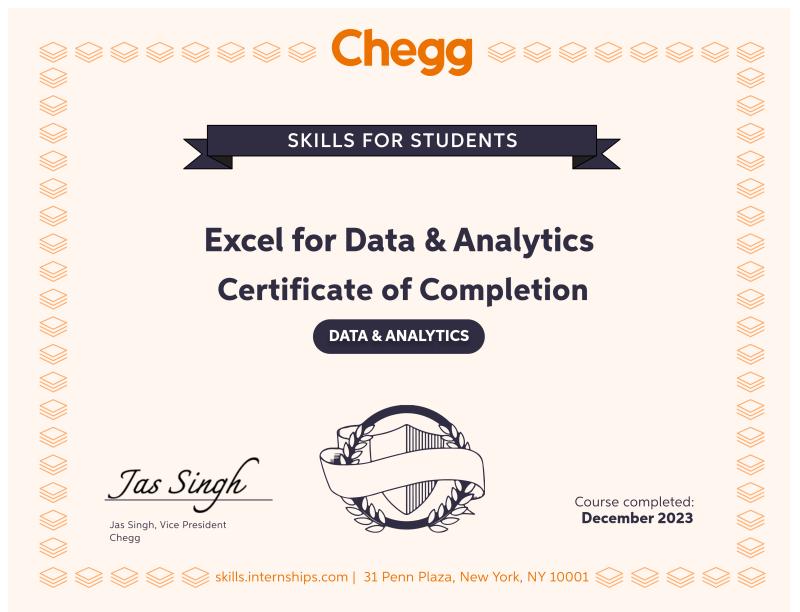 Chegg
SKILLS FOR STUDENTS
Excel for Data & Analytics
Certificate of Completion
DATA & ANALYTICS
Jas Singh
Jas Singh, Vice President
Chegg
Course completed:
December 2023
skills.internships.com | 31 Penn Plaza, New York, NY 10001